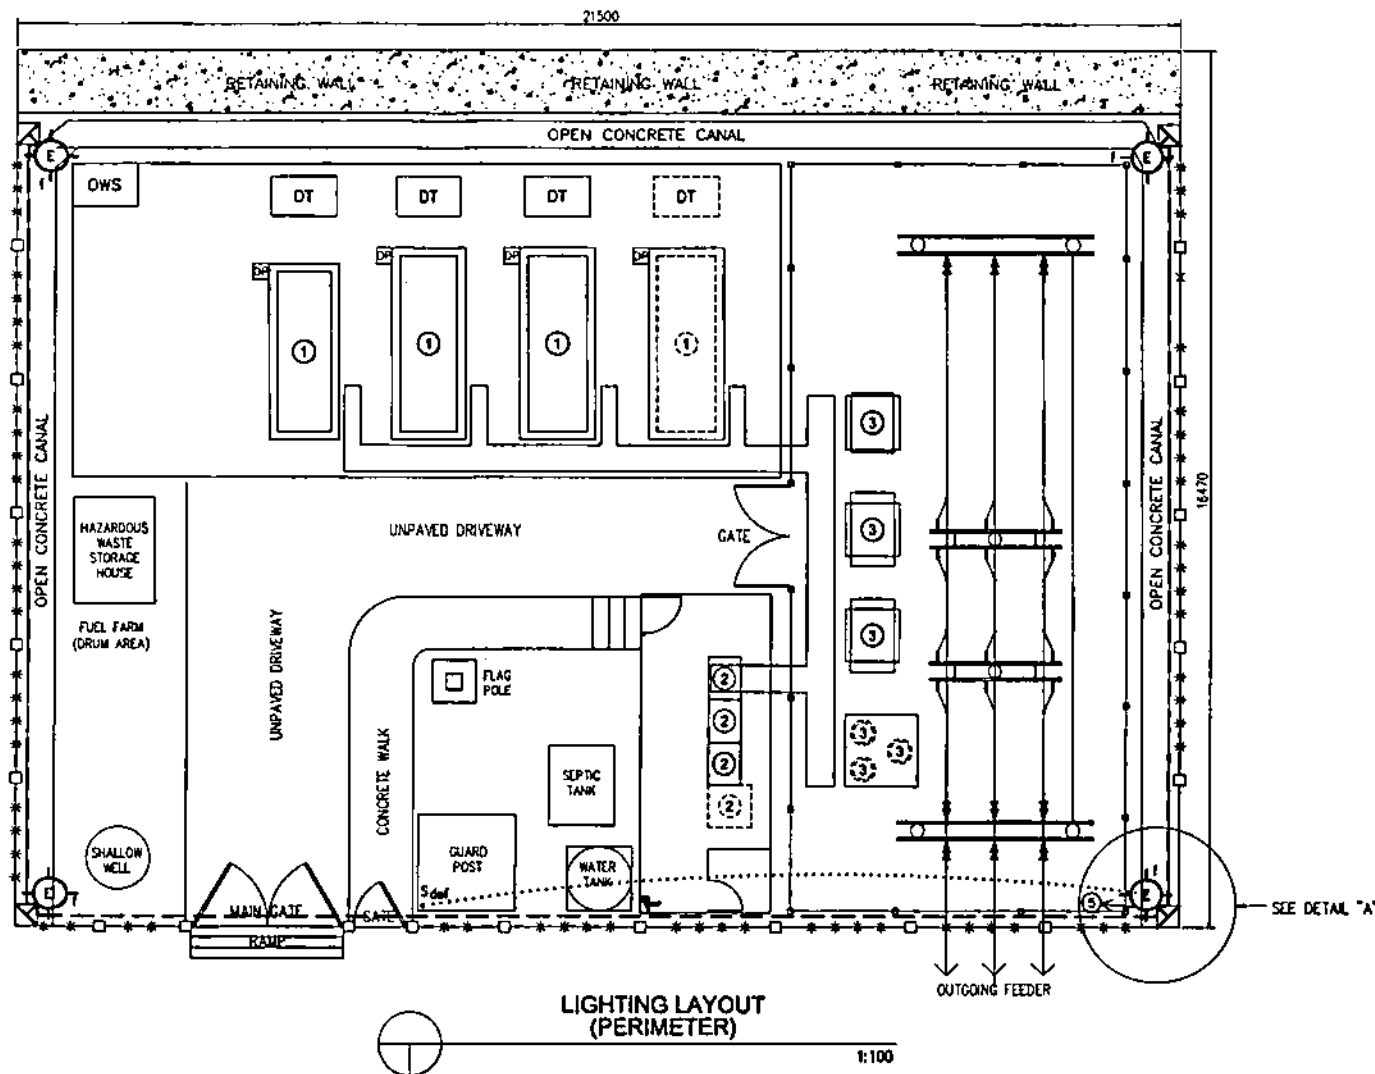 21500
RETAINING WALL RETAINING WALL RETAINING WALL
OPEN CONCRETE CANAL
E
f
E
f
OWS
DT DT DT DT
DP DP DP DP
1 1 1 1
3
3
3
3 3 3
OPEN CONCRETE CANAL
OPEN CONCRETE CANAL
16470
HAZARDOUS
WASTE
STORAGE
HOUSE
FUEL FARM
(DRUM AREA)
UNPAVED DRIVEWAY
GATE
UNPAVED DRIVEWAY
CONCRETE WALK
FLAG
POLE
2
2
2
2
SEPTIC
TANK
SHALLOW
WELL
GUARD
POST
S def
WATER
TANK
E
f
E
f
5
SEE DETAIL "A"
MAIN GATE
GATE
RAMP
OUTGOING FEEDER
LIGHTING LAYOUT
(PERIMETER)
1:100